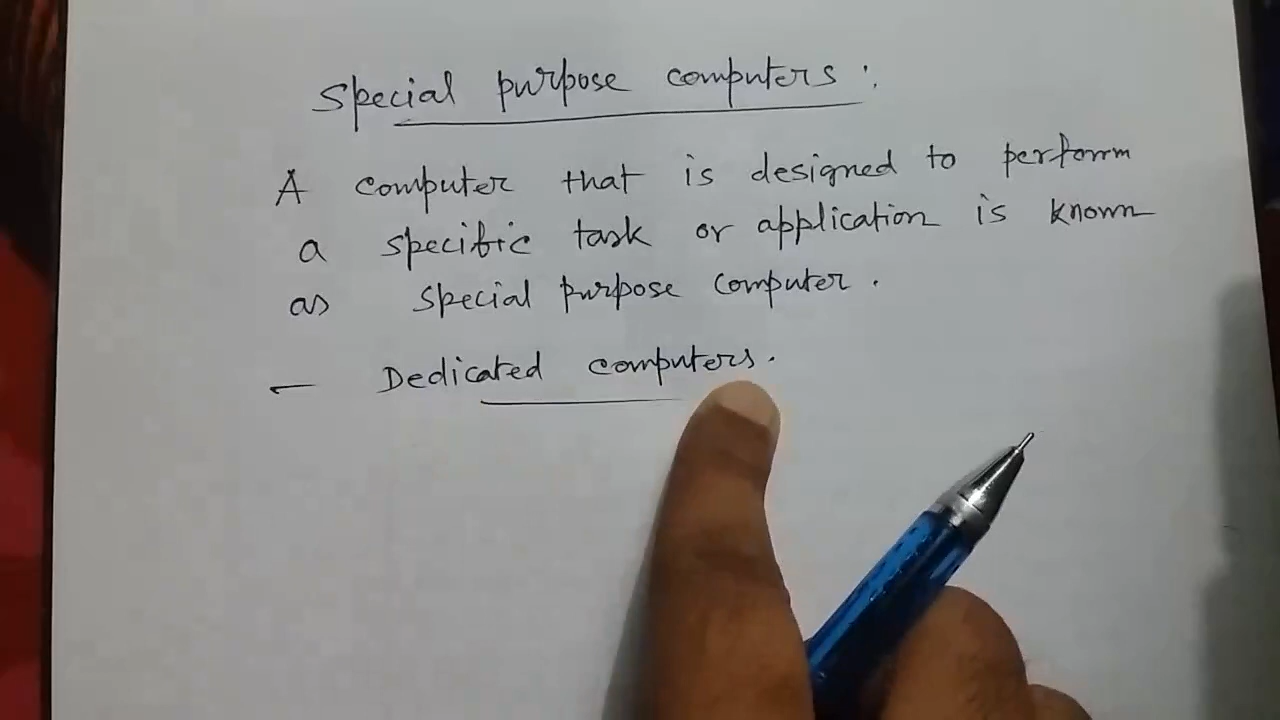 Special purpose computers :
A computer that is designed to perform
a specific task or application is known
as special purpose computer .
- Dedicated computers .